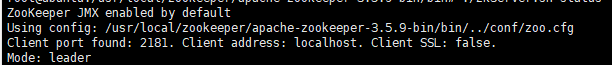 ZooKeeper JMX enabled by default
Using config: /usr/local/zookeeper/apache-zookeeper-3.5.9-bin/bin/../conf/zoo.cfg
Client port found: 2181. Client address: localhost. Client SSL: false.
Mode: leader